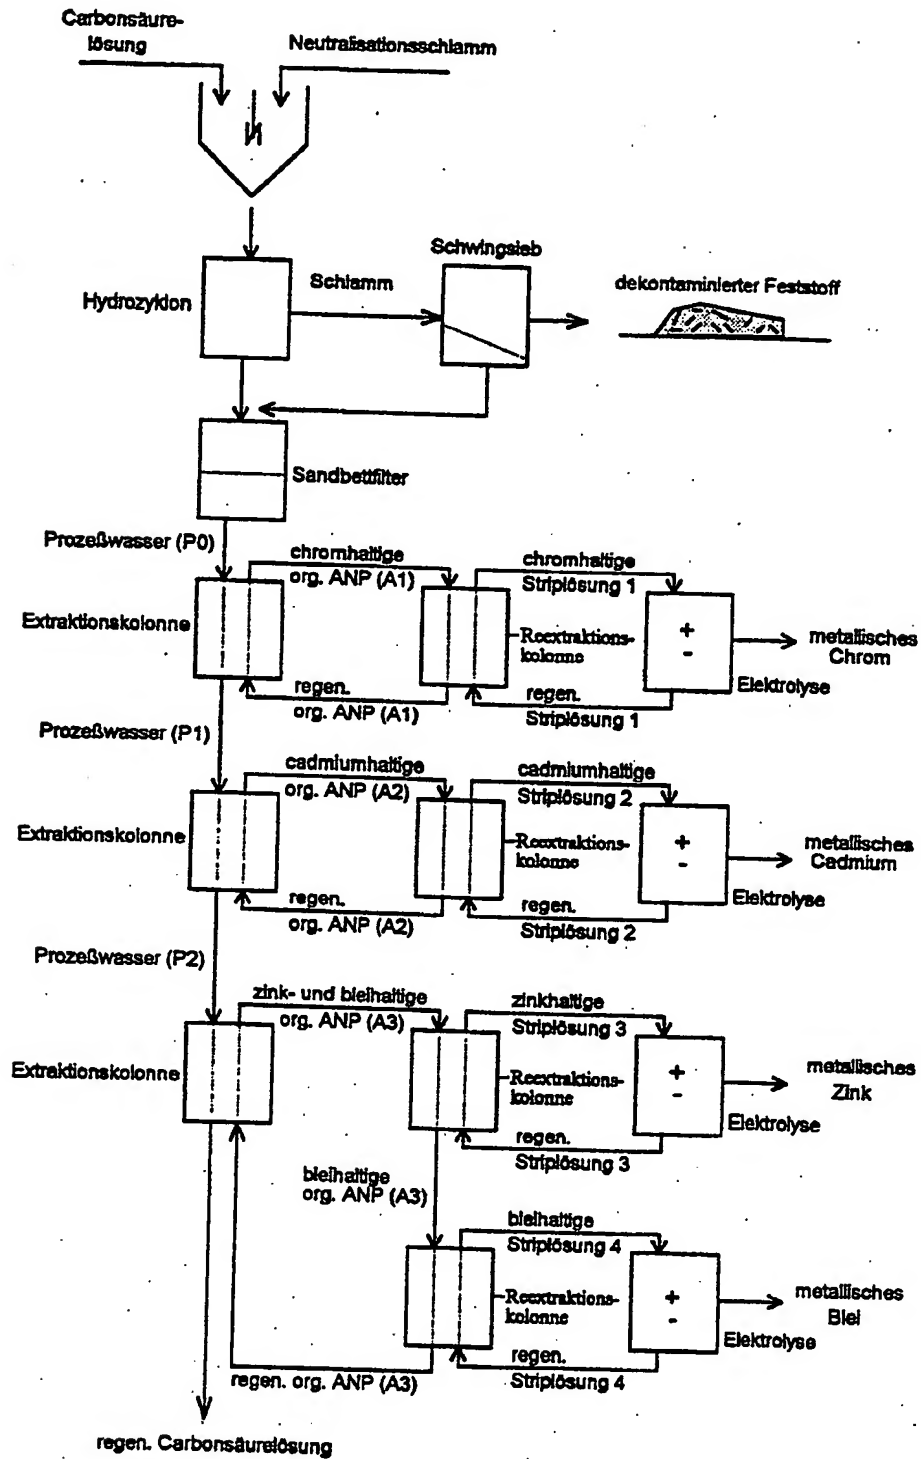 Carbonsäure-
lösung
Neutralisationsschlamm
Schwingsieb
Hydrozyklon
Schlamm
dekontaminierter Feststoff
Sandbettfilter
Prozeßwasser (P0)
chromhaltige
org. ANP (A1)
chromhaltige
Striplösung 1
Extraktionskolonne
+
-
Reextraktions-
kolonne
metallisches
Chrom
Elektrolyse
regen.
org. ANP (A1)
regen.
Striplösung 1
Prozeßwasser (P1)
cadmiumhaltige
org. ANP (A2)
cadmiumhaltige
Striplösung 2
Extraktionskolonne
+
-
Reextraktions-
kolonne
metallisches
Cadmium
Elektrolyse
regen.
org. ANP (A2)
regen.
Striplösung 2
Prozeßwasser (P2)
zink- und bleihaltige
org. ANP (A3)
zinkhaltige
Striplösung 3
Extraktionskolonne
+
-
Reextraktions-
kolonne
metallisches
Zink
Elektrolyse
regen.
Striplösung 3
bleihaltige
org. ANP (A3)
bleihaltige
Striplösung 4
+
-
Reextraktions-
kolonne
metallisches
Blei
Elektrolyse
regen.
Striplösung 4
regen. org. ANP (A3)
regen. Carbonsäurelösung